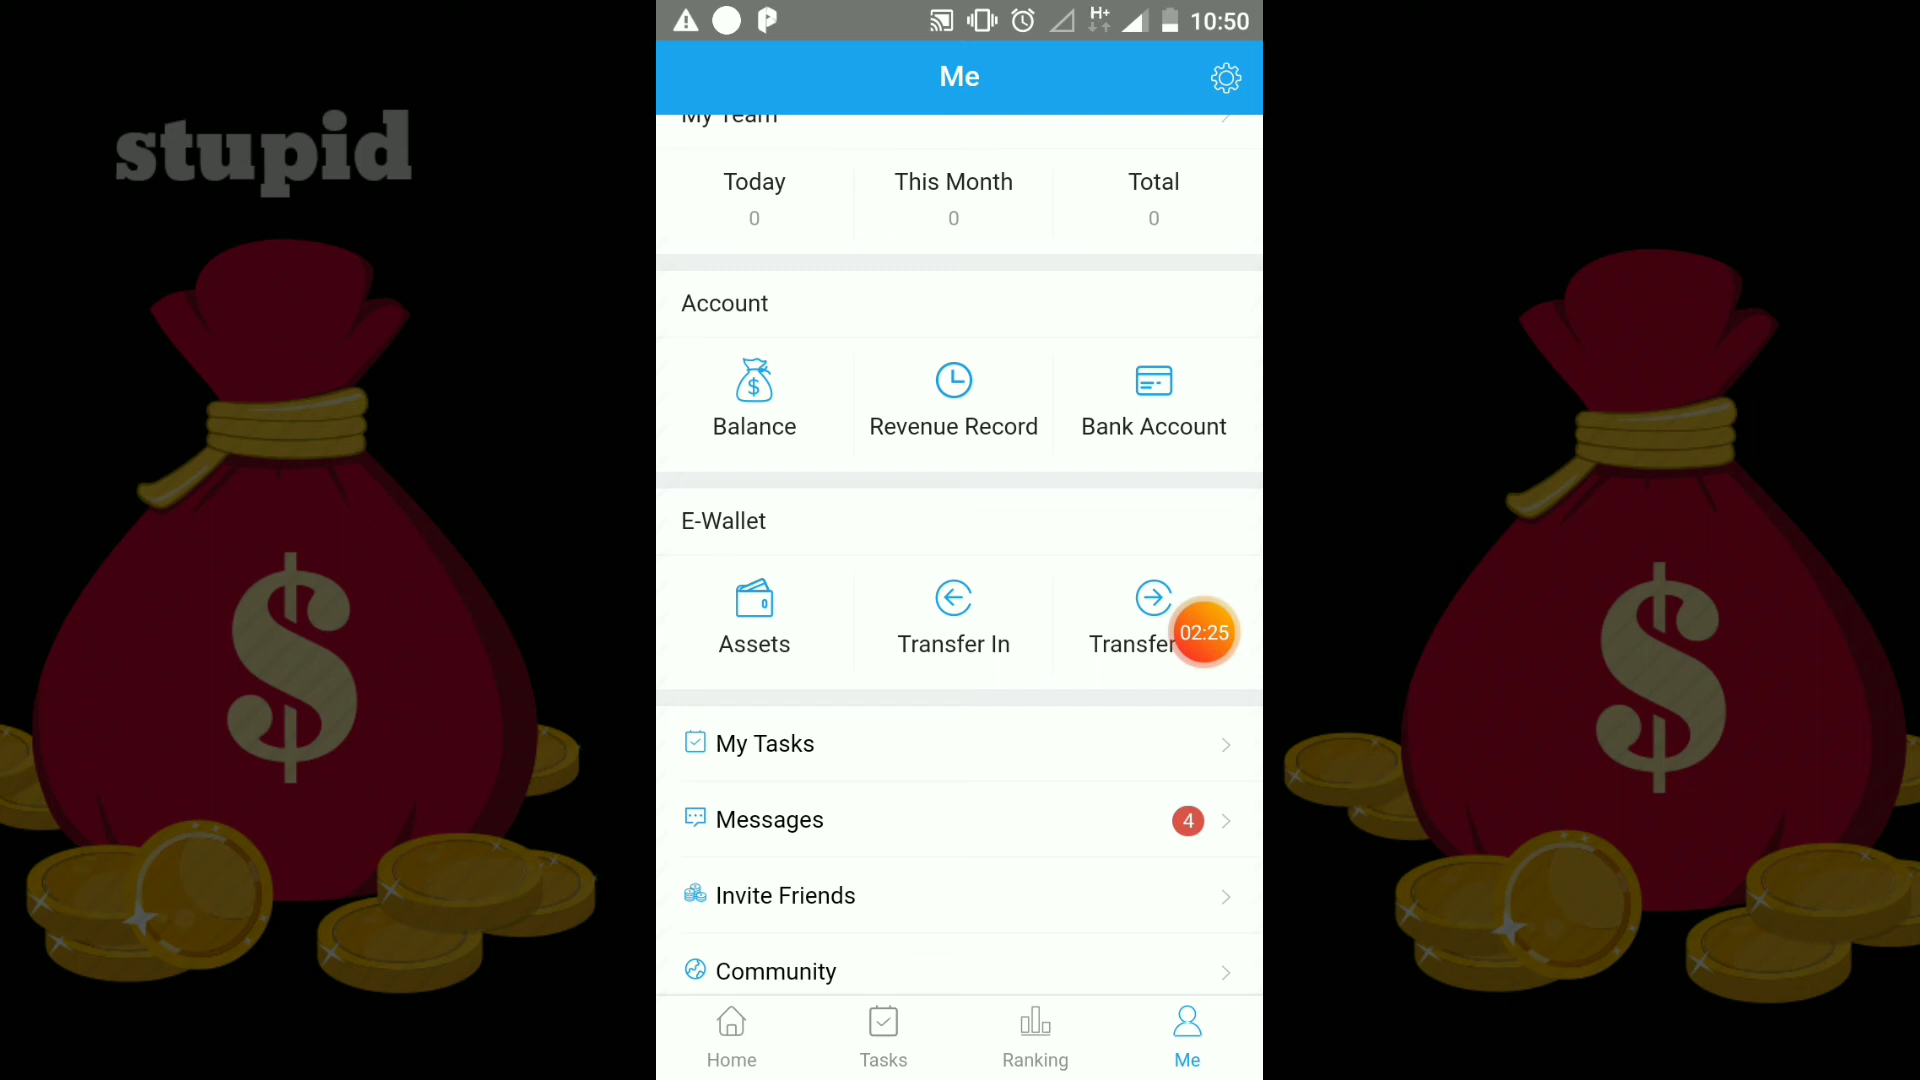 10:50
H+
Me
stupid
My Team
Today
This Month
Total
0
0
0
Account
$
Balance
Revenue Record
Bank Account
E-Wallet
Assets
Transfer In
Transfer
02:25
$
$
My Tasks
Messages
4
Invite Friends
Community
Home
Tasks
Ranking
Me